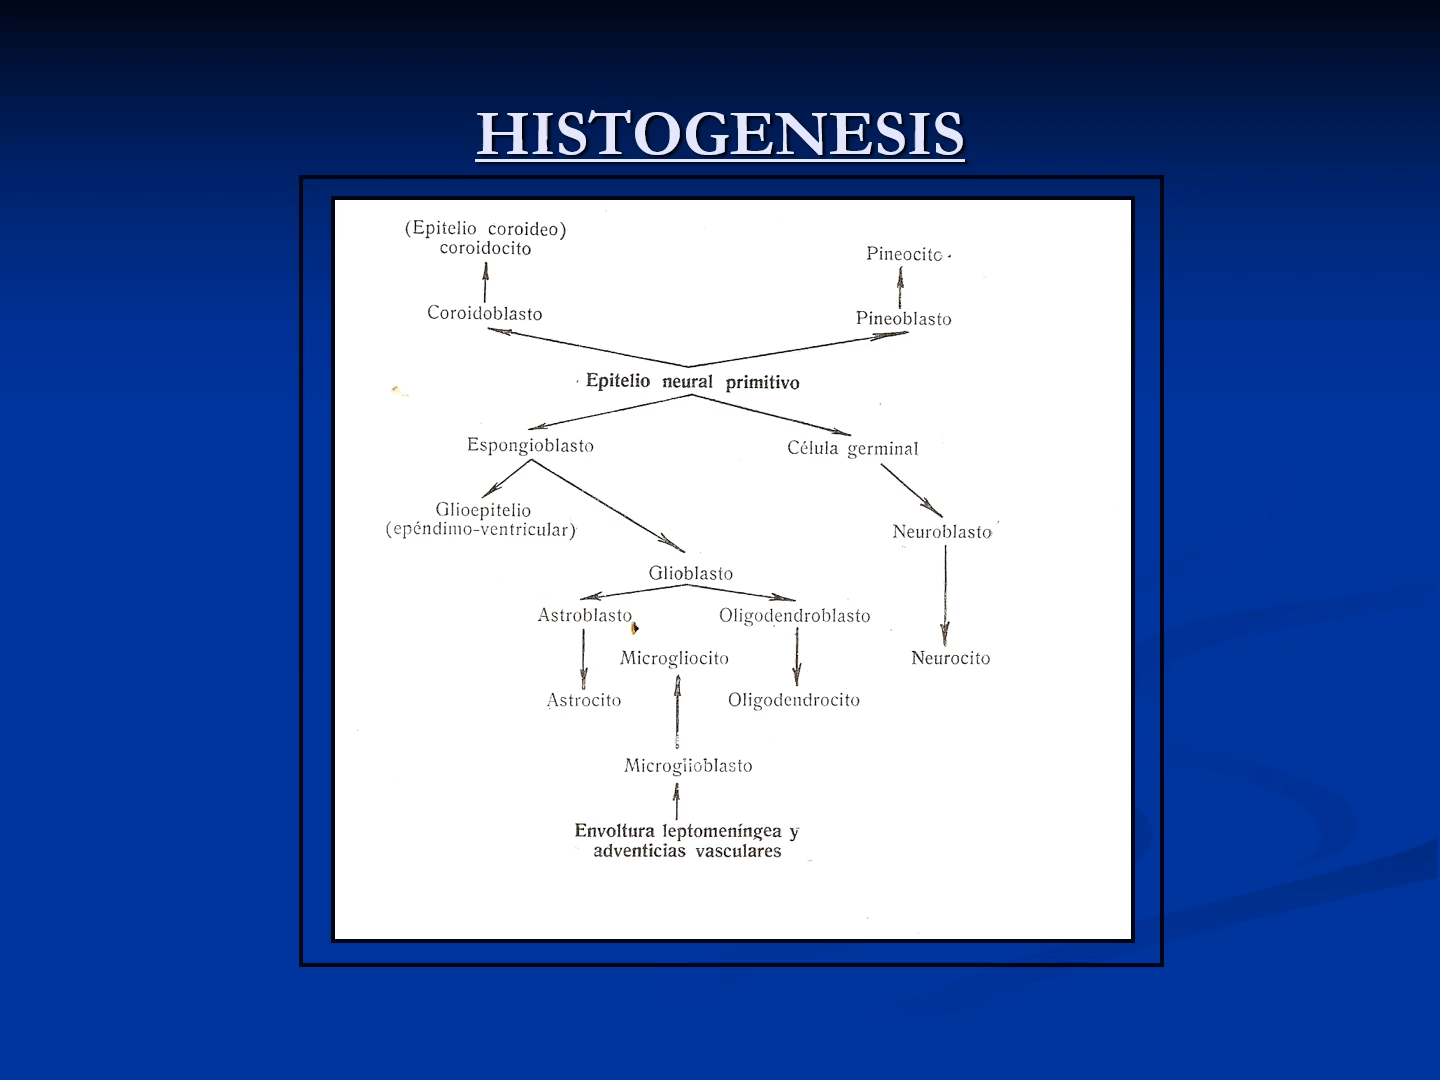 HISTOGENESIS
(Epitelio coroideo)
coroidocito
Pineocito
Coroidoblasto
Pineoblasto
Epitelio neural primitivo
Espongioblasto
Célula germinal
Glioepitelio
(epéndimo-ventricular)
Neuroblasto
Glioblasto
Astroblasto
Oligodendroblasto
Microgliocito
Neurocito
Astrocito
Oligodendrocito
Microglioblasto
Envoltura leptomeníngea y
adventicias vasculares